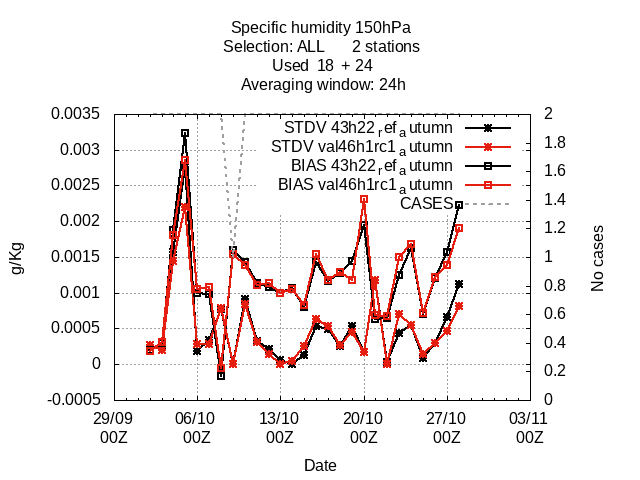 Specific humidity 150hPa
Selection: ALL 2 stations
Used 18 + 24
Averaging window: 24h
STDV 43h22_ref_autumn
STDV val46h1rc1_autumn
BIAS 43h22_ref_autumn
BIAS val46h1rc1_autumn
CASES
0.0035
0.003
0.0025
0.002
0.0015
0.001
0.0005
0
-0.0005
g/Kg
2
1.8
1.6
1.4
1.2
1
0.8
0.6
0.4
0.2
0
No cases
29/09 06/10 13/10 20/10 27/10 03/11
00Z 00Z 00Z 00Z 00Z 00Z
Date